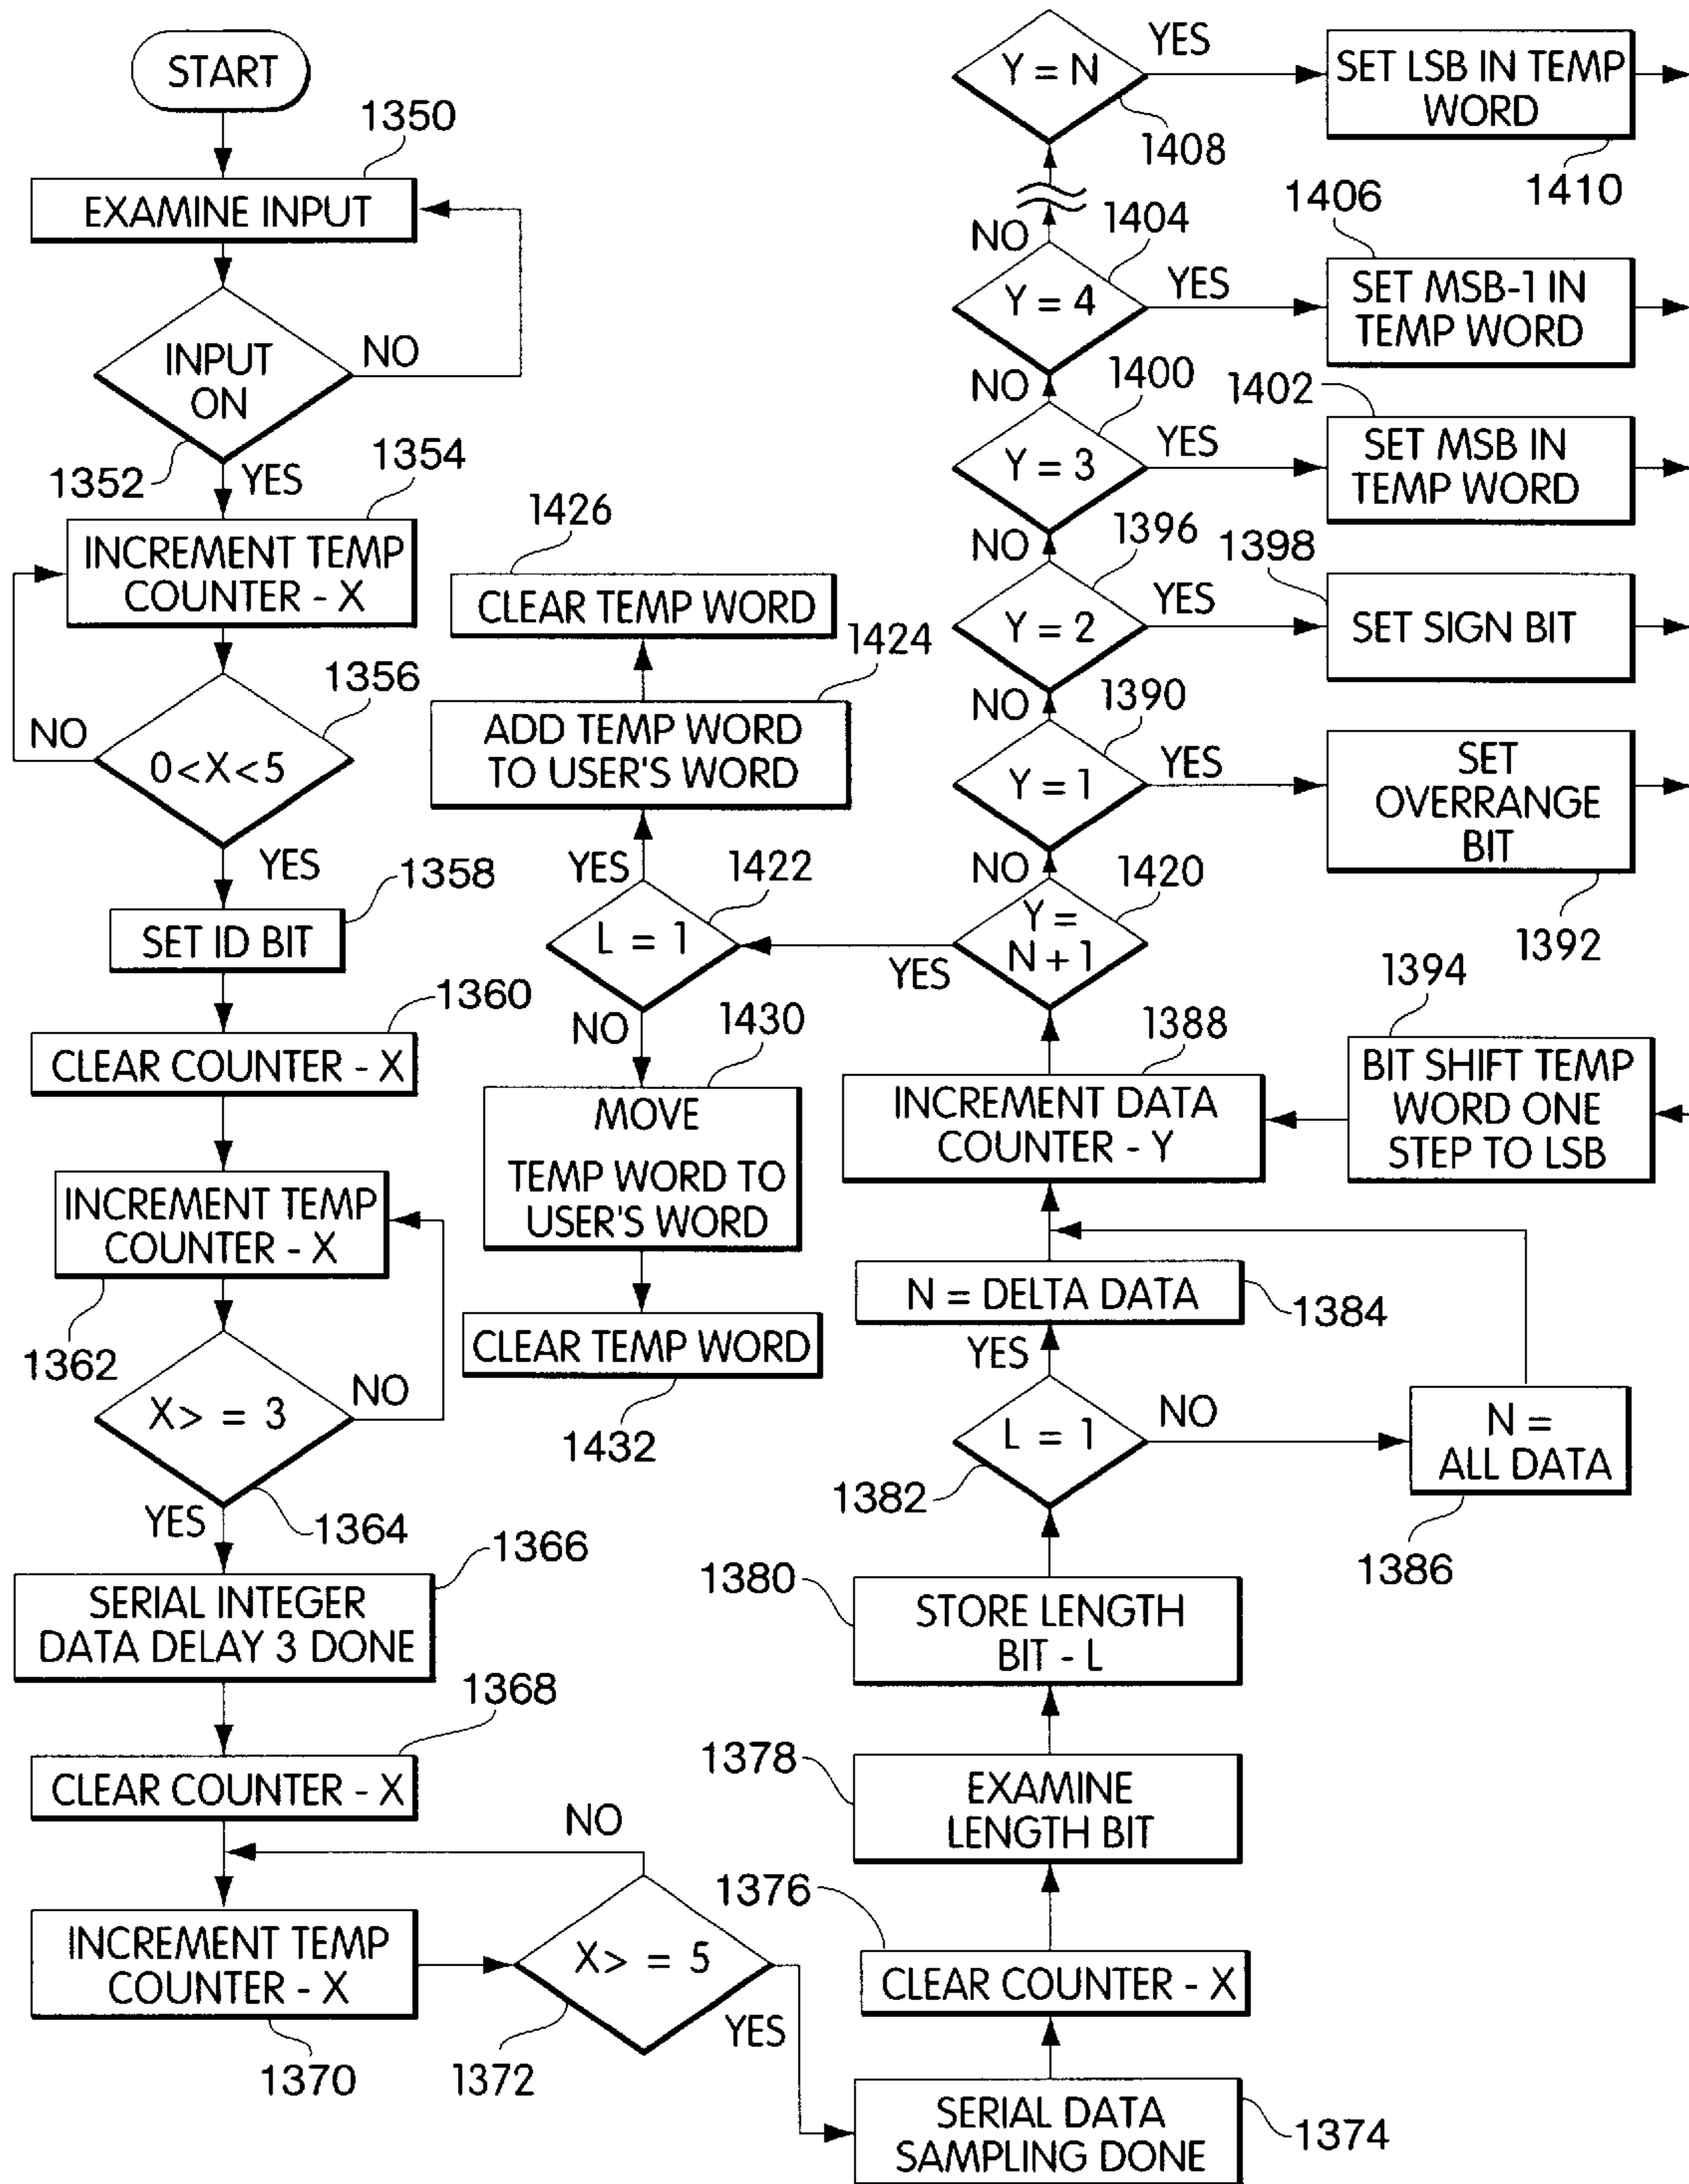 START
1350
EXAMINE INPUT
INPUT
ON
NO
1352
YES
1354
INCREMENT TEMP
COUNTER - X
1356
NO
0<X<5
YES
1358
SET ID BIT
1360
CLEAR COUNTER - X
INCREMENT TEMP
COUNTER - X
1362
X> = 3
NO
YES
1364
1366
SERIAL INTEGER
DATA DELAY 3 DONE
1368
CLEAR COUNTER - X
NO
INCREMENT TEMP
COUNTER - X
1370
X> = 5
1372
YES
SERIAL DATA
SAMPLING DONE
1374
1376
CLEAR COUNTER - X
1378
EXAMINE
LENGTH BIT
1380
STORE LENGTH
BIT - L
L = 1
1382
NO
N =
ALL DATA
1386
YES
N = DELTA DATA
1384
1388
INCREMENT DATA
COUNTER - Y
1394
BIT SHIFT TEMP
WORD ONE
STEP TO LSB
Y =
N + 1
1420
YES
NO
1422
L = 1
YES
1424
ADD TEMP WORD
TO USER'S WORD
1426
CLEAR TEMP WORD
NO
1430
MOVE
TEMP WORD TO
USER'S WORD
CLEAR TEMP WORD
1432
1390
Y = 1
YES
SET
OVERRANGE
BIT
1392
NO
1396
Y = 2
YES
1398
SET SIGN BIT
NO
1400
Y = 3
YES
1402
SET MSB IN
TEMP WORD
NO
1404
Y = 4
YES
1406
SET MSB-1 IN
TEMP WORD
NO
Y = N
1408
YES
SET LSB IN TEMP
WORD
1410